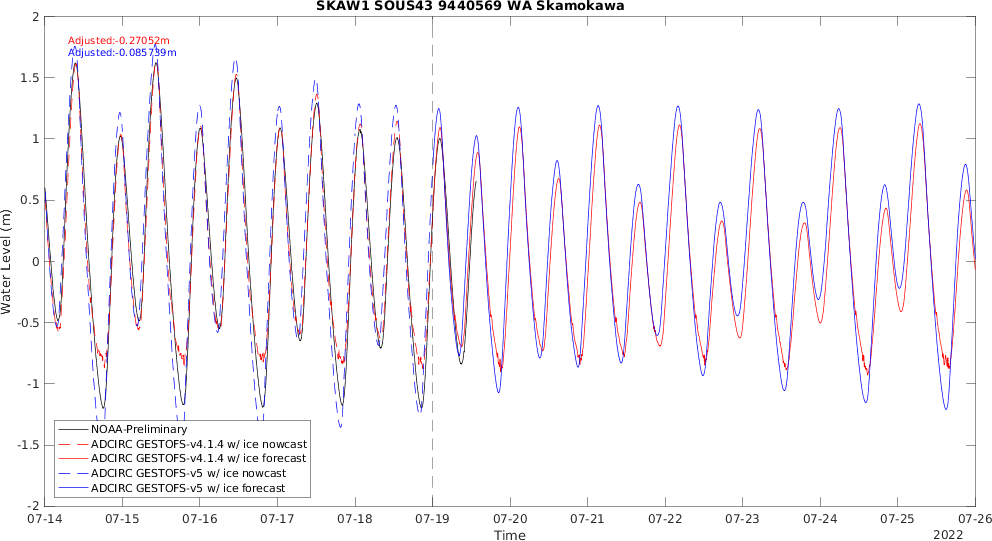 SKAW1 SOUS43 9440569 WA Skamokawa
Adjusted:-0.27052m
Adjusted:-0.085739m
2
1.5
1
0.5
0
-0.5
-1
-1.5
-2
Water Level (m)
NOAA-Preliminary
ADCIRC GESTOFS-v4.1.4 w/ ice nowcast
ADCIRC GESTOFS-v4.1.4 w/ ice forecast
ADCIRC GESTOFS-v5 w/ ice nowcast
ADCIRC GESTOFS-v5 w/ ice forecast
07-14 07-15 07-16 07-17 07-18 07-19 07-20 07-21 07-22 07-23 07-24 07-25 07-26
Time
2022